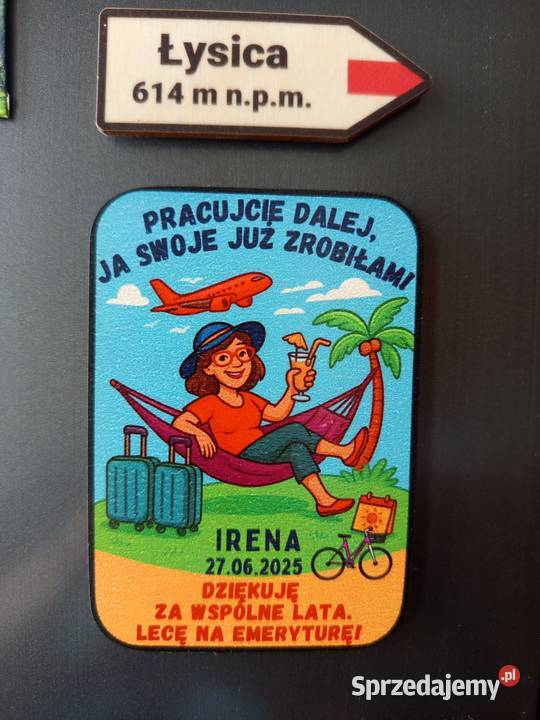 Łysica
614 m n.p.m.
PRACUJCIE DALEJ,
JA SWOJE JUŻ ZROBIŁAM!
IRENA
27.06.2025
DZIĘKUJĘ
ZA WSPÓLNE LATA.
LECĘ NA EMERYTURĘ!
Sprzedajemy.pl